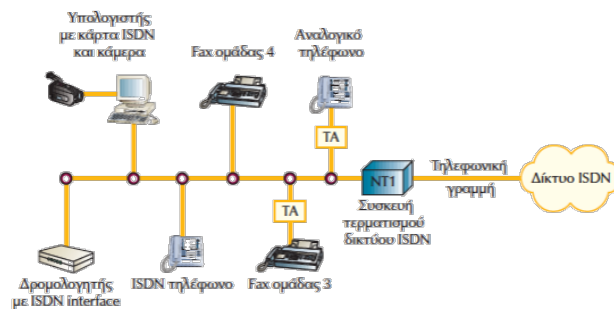 Υπολογιστής
με κάρτα ISDN
και κάμερα
Fax ομάδας 4
Αναλογικό
τηλέφωνο
TA
NT1
Τηλεφωνική
γραμμή
Δίκτυο ISDN
Συσκευή
τερματισμού
δικτύου ISDN
TA
Δρομολογητής
με ISDN interface
ISDN τηλέφωνο
Fax ομάδας 3